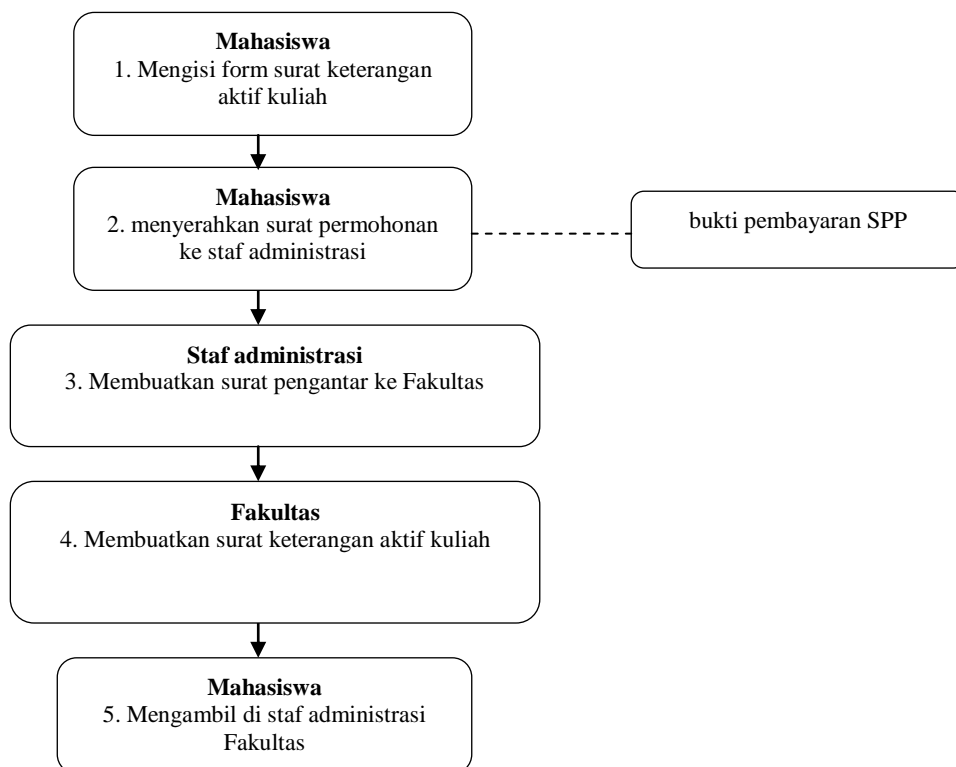 Mahasiswa
1. Mengisi form surat keterangan
aktif kuliah
Mahasiswa
2. menyerahkan surat permohonan
ke staf administrasi
bukti pembayaran SPP
Staf administrasi
3. Membuatkan surat pengantar ke Fakultas
Fakultas
4. Membuatkan surat keterangan aktif kuliah
Mahasiswa
5. Mengambil di staf administrasi
Fakultas